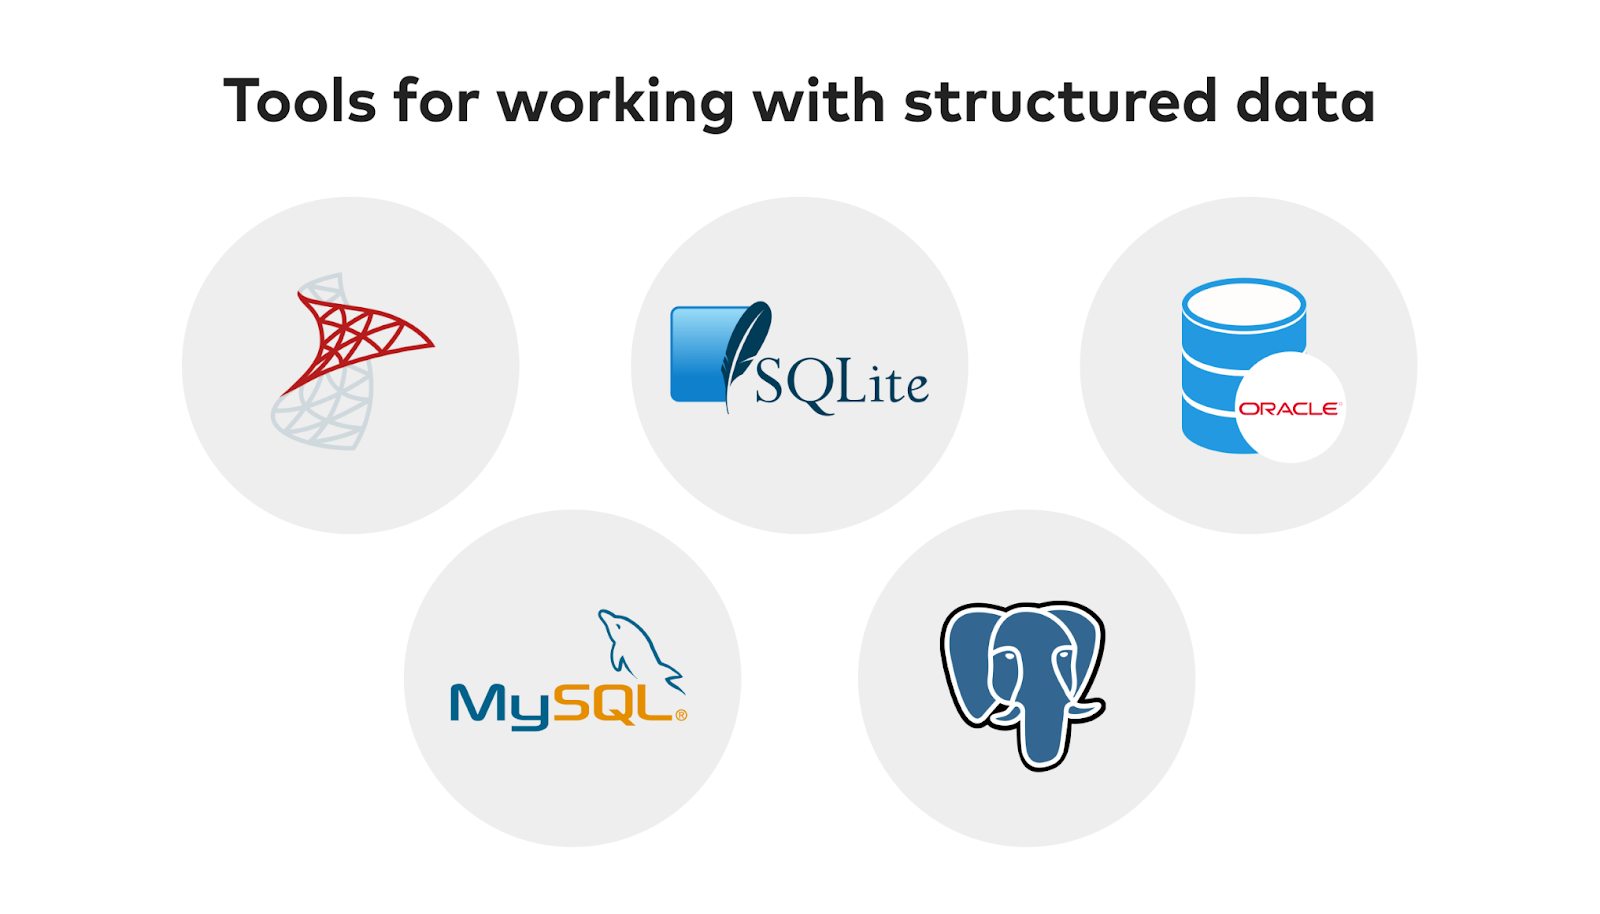 Tools for working with structured data
SQLite
ORACLE®
MySQL®